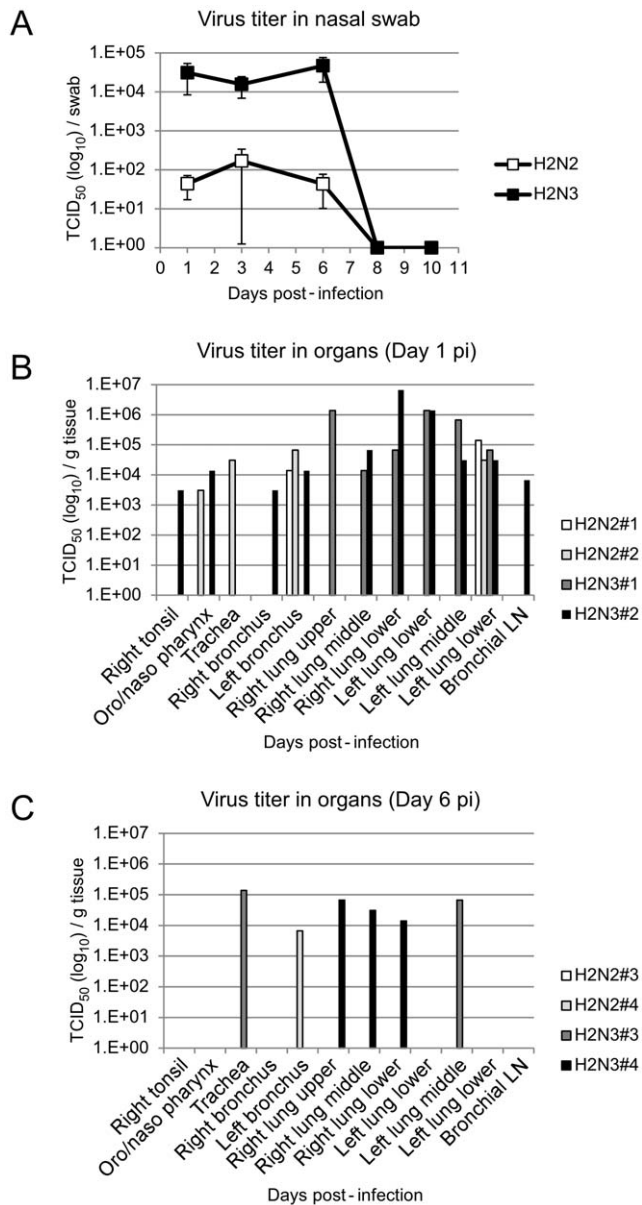 A
Virus titer in nasal swab
TCID50 (log10) / swab
1.E+05
1.E+04
1.E+03
1.E+02
1.E+01
1.E+00
0 1 2 3 4 5 6 7 8 9 10 11
Days post-infection
H2N2
H2N3
B
Virus titer in organs (Day 1 pi)
TCID50 (log10) / g tissue
1.E+07
1.E+06
1.E+05
1.E+04
1.E+03
1.E+02
1.E+01
1.E+00
Right tonsil
Oro/naso pharynx
Trachea
Right bronchus
Left bronchus
Right lung upper
Right lung middle
Right lung lower
Left lung lower
Left lung middle
Left lung lower
Bronchial LN
Days post-infection
H2N2#1
H2N2#2
H2N3#1
H2N3#2
C
Virus titer in organs (Day 6 pi)
TCID50 (log10) / g tissue
1.E+07
1.E+06
1.E+05
1.E+04
1.E+03
1.E+02
1.E+01
1.E+00
Right tonsil
Oro/naso pharynx
Trachea
Right bronchus
Left bronchus
Right lung upper
Right lung middle
Right lung lower
Left lung lower
Left lung middle
Left lung lower
Bronchial LN
Days post-infection
H2N2#3
H2N2#4
H2N3#3
H2N3#4